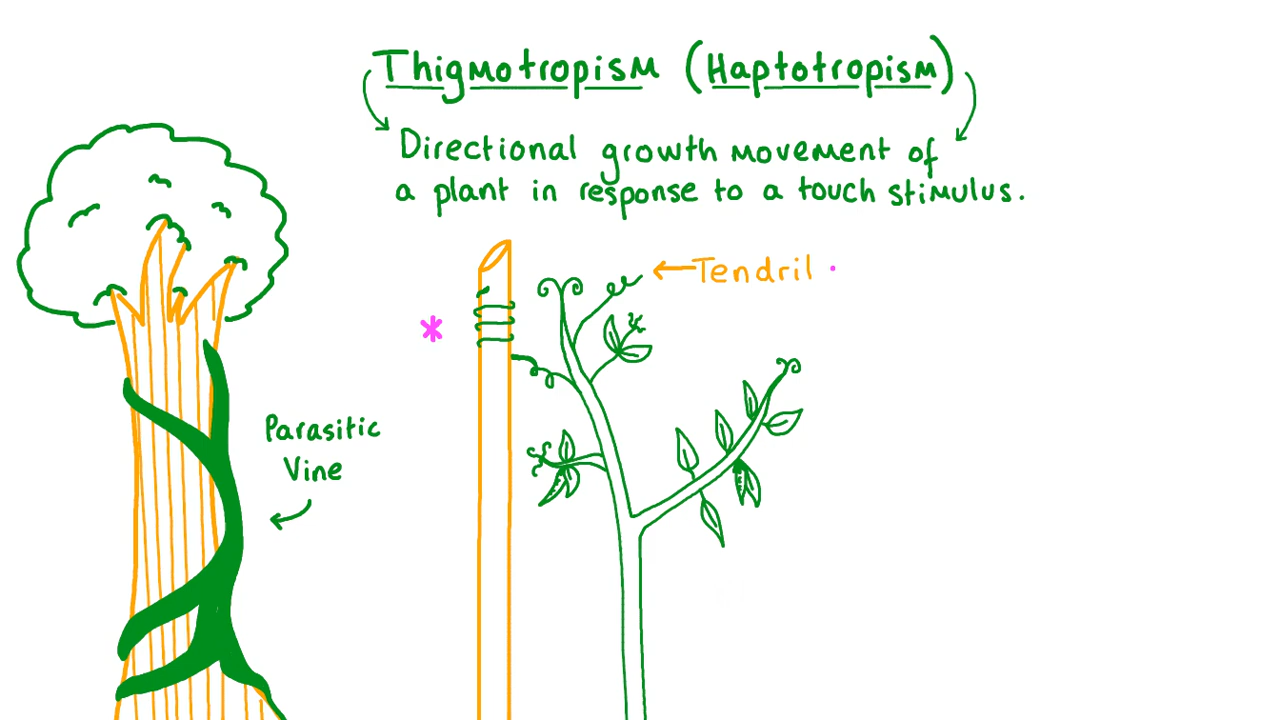 Thigmotropism (Haptotropism)
Directional growth movement of
a plant in response to a touch stimulus.
←Tendril
*
Parasitic
Vine